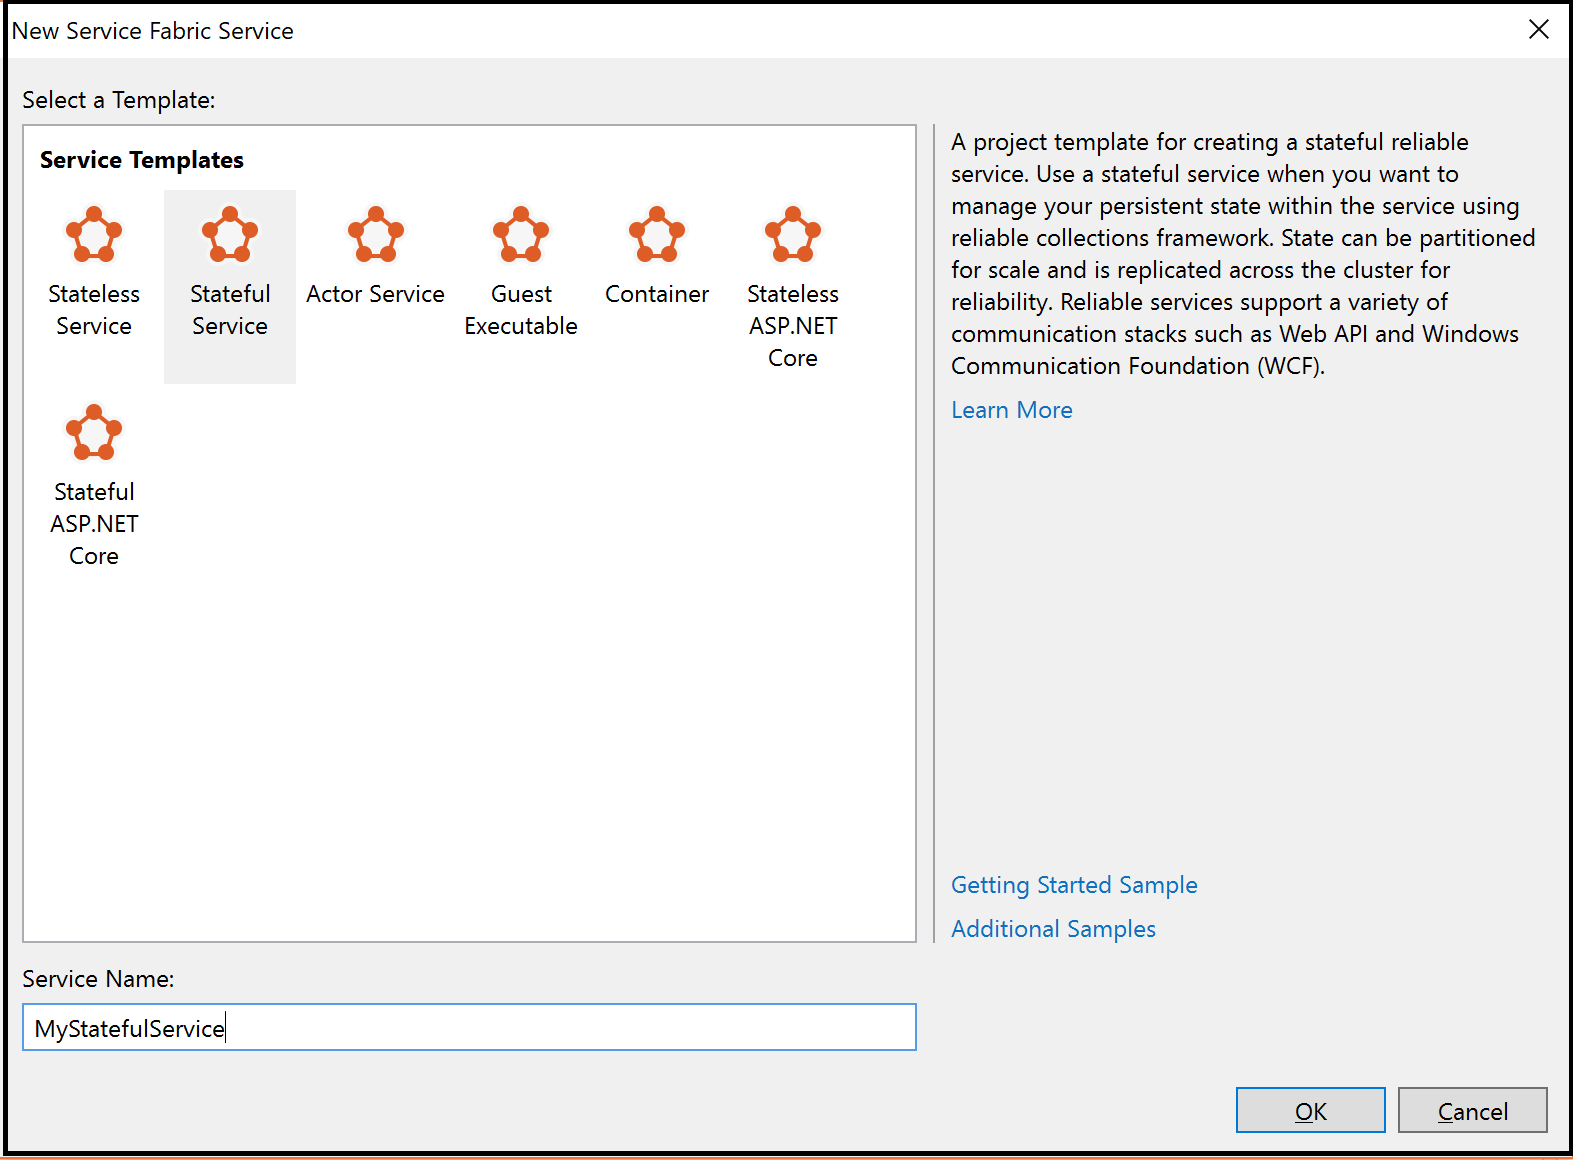 New Service Fabric Service
Select a Template:
Service Templates
Stateless
Service
Stateful
Service
Actor Service
Guest
Executable
Container
Stateless
ASP.NET
Core
Stateful
ASP.NET
Core
A project template for creating a stateful reliable
service. Use a stateful service when you want to
manage your persistent state within the service using
reliable collections framework. State can be partitioned
for scale and is replicated across the cluster for
reliability. Reliable services support a variety of
communication stacks such as Web API and Windows
Communication Foundation (WCF).
Learn More
Getting Started Sample
Additional Samples
Service Name:
MyStatefulService
OK
Cancel